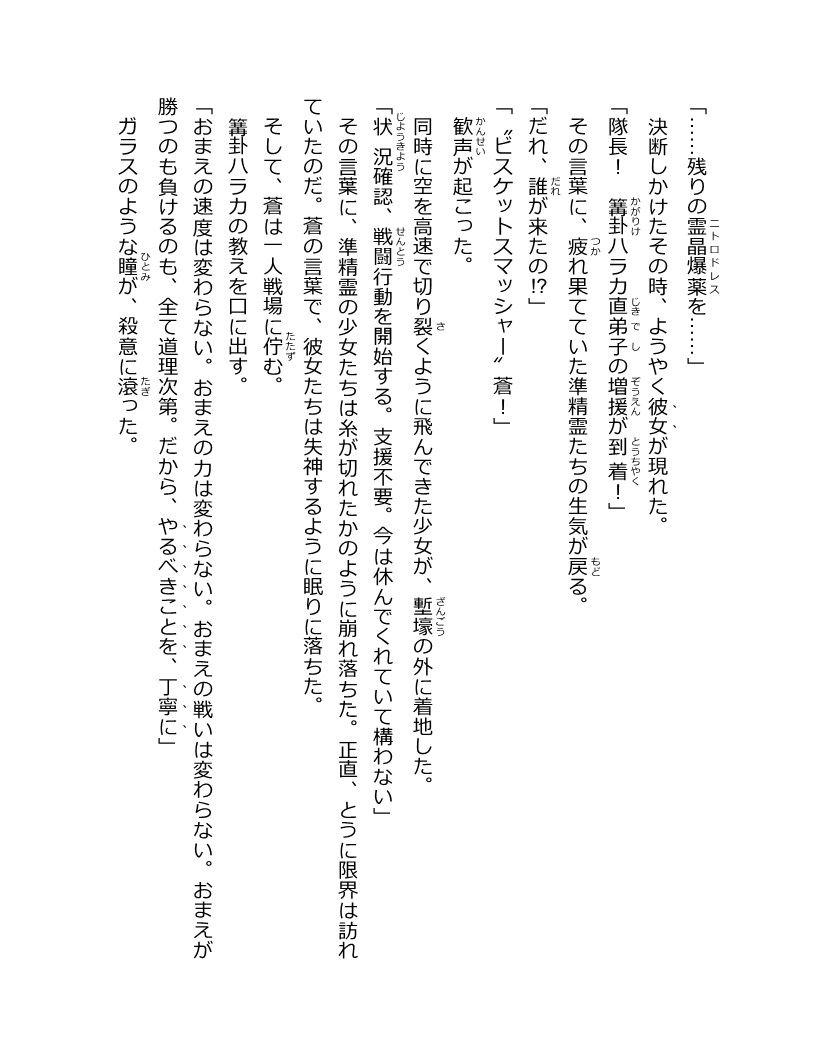 「……残りの霊晶爆薬を……」
決断しかけたその時、ようやく彼女が現れた。
「隊長！　篝卦ハラカ直弟子の増援が到着！」
その言葉に、疲れ果てていた準精霊たちの生気が戻る。
「だれ、誰が来たの⁉」
「〝ビスケットスマッシャー〟蒼！」
歓声が起こった。
同時に空を高速で切り裂くように飛んできた少女が、塹壕の外に着地した。
「状況確認、戦闘行動を開始する。支援不要。今は休んでくれていて構わない」
その言葉に、準精霊の少女たちは糸が切れたかのように崩れ落ちた。正直、とうに限界は訪れ
ていたのだ。蒼の言葉で、彼女たちは失神するように眠りに落ちた。
そして、蒼は一人戦場に佇む。
篝卦ハラカの教えを口に出す。
「おまえの速度は変わらない。おまえの力は変わらない。おまえの戦いは変わらない。おまえが
勝つのも負けるのも、全て道理次第。だから、やるべきことを、丁寧に」
ガラスのような瞳が、殺意に滾った。